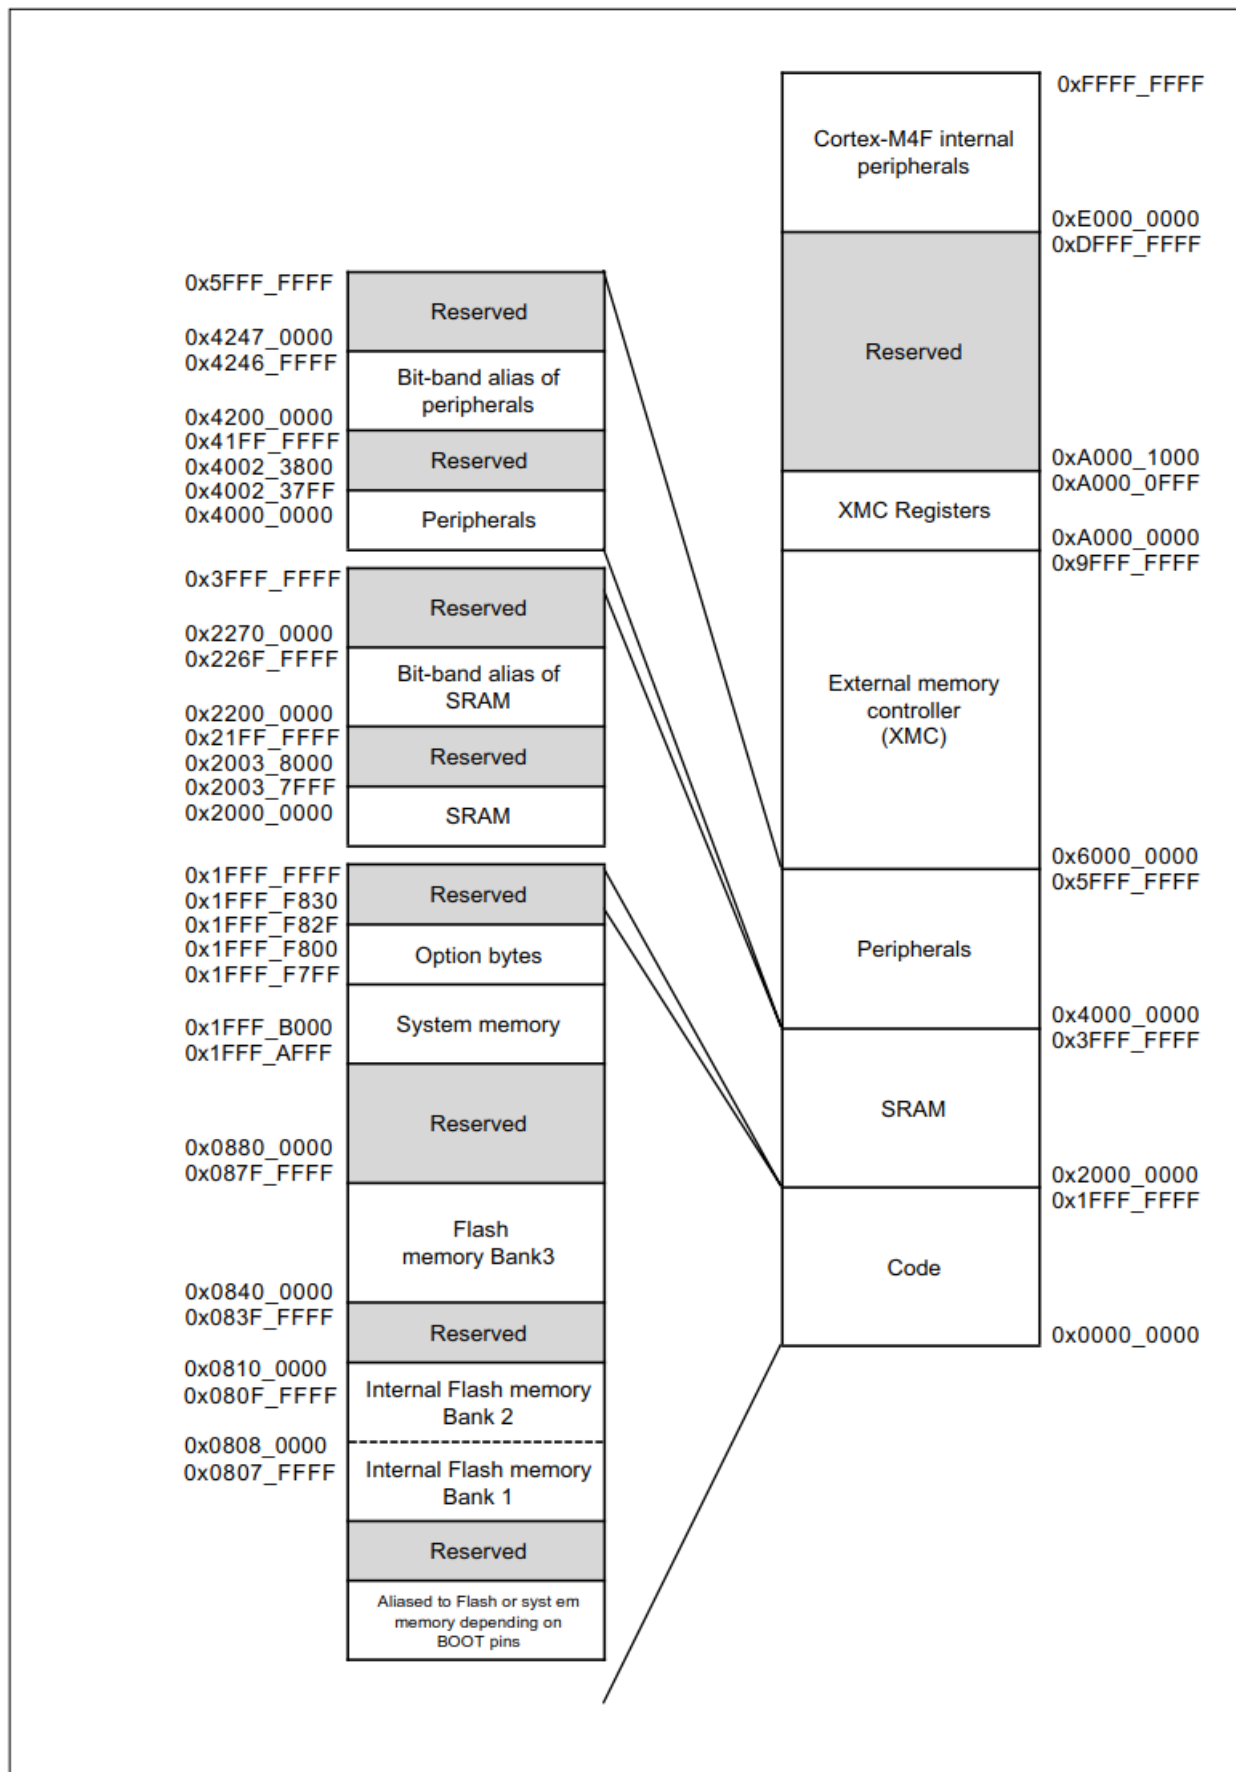 0xFFFF_FFFF
Cortex-M4F internal
peripherals
0xE000_0000
0xDFFF_FFFF
Reserved
0xA000_1000
0xA000_0FFF
XMC Registers
0xA000_0000
0x9FFF_FFFF
External memory
controller
(XMC)
0x6000_0000
0x5FFF_FFFF
Peripherals
0x4000_0000
0x3FFF_FFFF
SRAM
0x2000_0000
0x1FFF_FFFF
Code
0x0000_0000
0x5FFF_FFFF
Reserved
0x4247_0000
0x4246_FFFF
Bit-band alias of
peripherals
0x4200_0000
0x41FF_FFFF
Reserved
0x4002_3800
0x4002_37FF
0x4000_0000
Peripherals
0x3FFF_FFFF
Reserved
0x2270_0000
0x226F_FFFF
Bit-band alias of
SRAM
0x2200_0000
0x21FF_FFFF
Reserved
0x2003_8000
0x2003_7FFF
0x2000_0000
SRAM
0x1FFF_FFFF
Reserved
0x1FFF_F830
0x1FFF_F82F
0x1FFF_F800
Option bytes
0x1FFF_F7FF
System memory
0x1FFF_B000
0x1FFF_AFFF
Reserved
0x0880_0000
0x087F_FFFF
Flash
memory Bank3
0x0840_0000
0x083F_FFFF
Reserved
0x0810_0000
0x080F_FFFF
Internal Flash memory
Bank 2
0x0808_0000
0x0807_FFFF
Internal Flash memory
Bank 1
Reserved
Aliased to Flash or syst em
memory depending on
BOOT pins